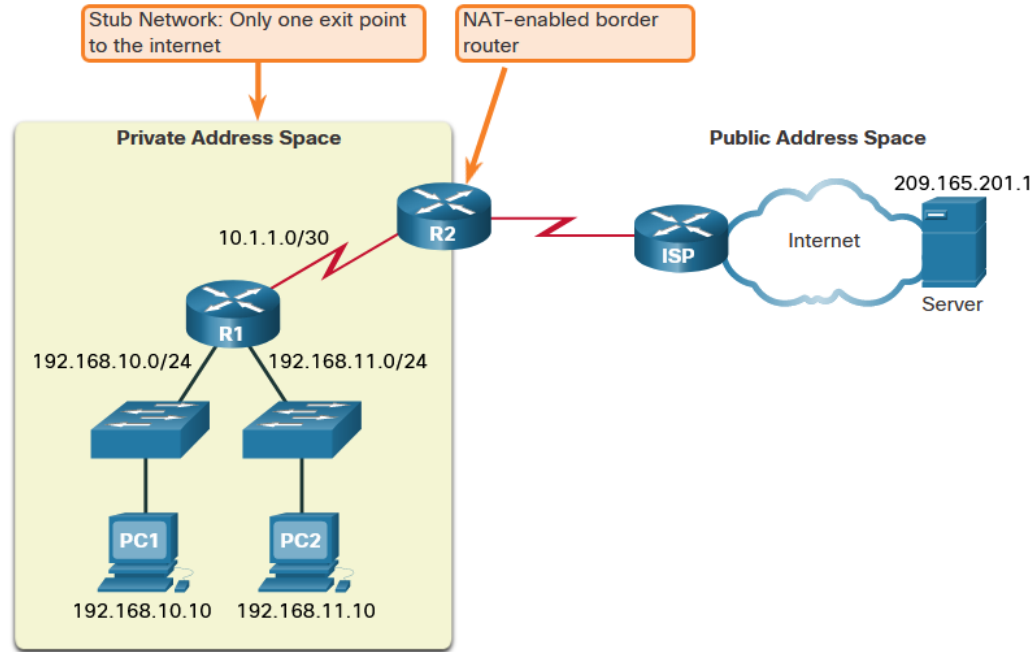 Stub Network: Only one exit point
to the internet
NAT-enabled border
router
Private Address Space
Public Address Space
209.165.201.1
R2
10.1.1.0/30
ISP
Internet
Server
R1
192.168.10.0/24
192.168.11.0/24
PC1
PC2
192.168.10.10
192.168.11.10